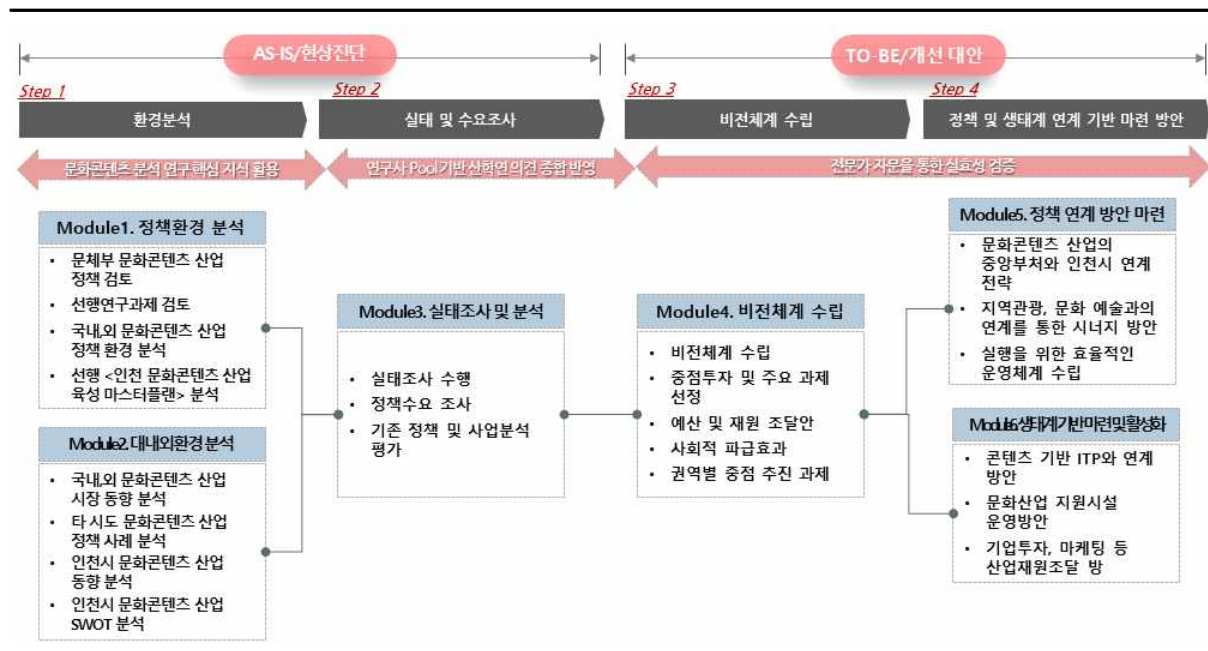 AS-IS/현상진단
TO-BE/개선 대안
Step 1
Step 2
Step 3
Step 4
환경분석
실태 및 수요조사
비전체계 수립
정책 및 생태계 연계 기반 마련 방안
문화콘텐츠 분석 연구 핵심 지식 활용
연구사 Pool 기반 산학연 의견 종합 반영
전문가 자문을 통한 실효성 검증
Module1. 정책환경 분석
• 문체부 문화콘텐츠 산업
정책 검토
• 선행연구과제 검토
• 국내,외 문화콘텐츠 산업
정책 환경 분석
• 선행 <인천 문화콘텐츠 산업
육성 마스터플랜> 분석
Module2. 대내외환경 분석
• 국내,외 문화콘텐츠 산업
시장 동향 분석
• 타 시도 문화콘텐츠 산업
정책 사례 분석
• 인천시 문화콘텐츠 산업
동향 분석
• 인천시 문화콘텐츠 산업
SWOT 분석
Module3. 실태조사 및 분석
• 실태조사 수행
• 정책수요 조사
• 기존 정책 및 사업분석
평가
Module4. 비전체계 수립
• 비전체계 수립
• 중점투자 및 주요 과제
선정
• 예산 및 재원 조달안
• 사회적 파급효과
• 권역별 중점 추진 과제
Module5. 정책 연계 방안 마련
• 문화콘텐츠 산업의
중앙부처와 인천시 연계
전략
• 지역관광, 문화 예술과의
연계를 통한 시너지 방안
• 실행을 위한 효율적인
운영체계 수립
Module6.생태계기반마련및활성화
• 콘텐츠 기반 ITP와 연계
방안
• 문화산업 지원시설
운영방안
• 기업투자, 마케팅 등
산업재원조달 방